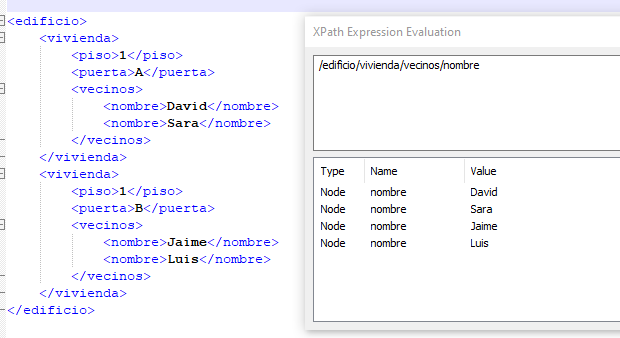 <edificio>
<vivienda>
<piso>1</piso>
<puerta>A</puerta>
<vecinos>
<nombre>David</nombre>
<nombre>Sara</nombre>
</vecinos>
</vivienda>
<vivienda>
<piso>1</piso>
<puerta>B</puerta>
<vecinos>
<nombre>Jaime</nombre>
<nombre>Luis</nombre>
</vecinos>
</vivienda>
</edificio>
XPath Expression Evaluation
/edificio/vivienda/vecinos/nombre
Type Name Value
Node nombre David
Node nombre Sara
Node nombre Jaime
Node nombre Luis